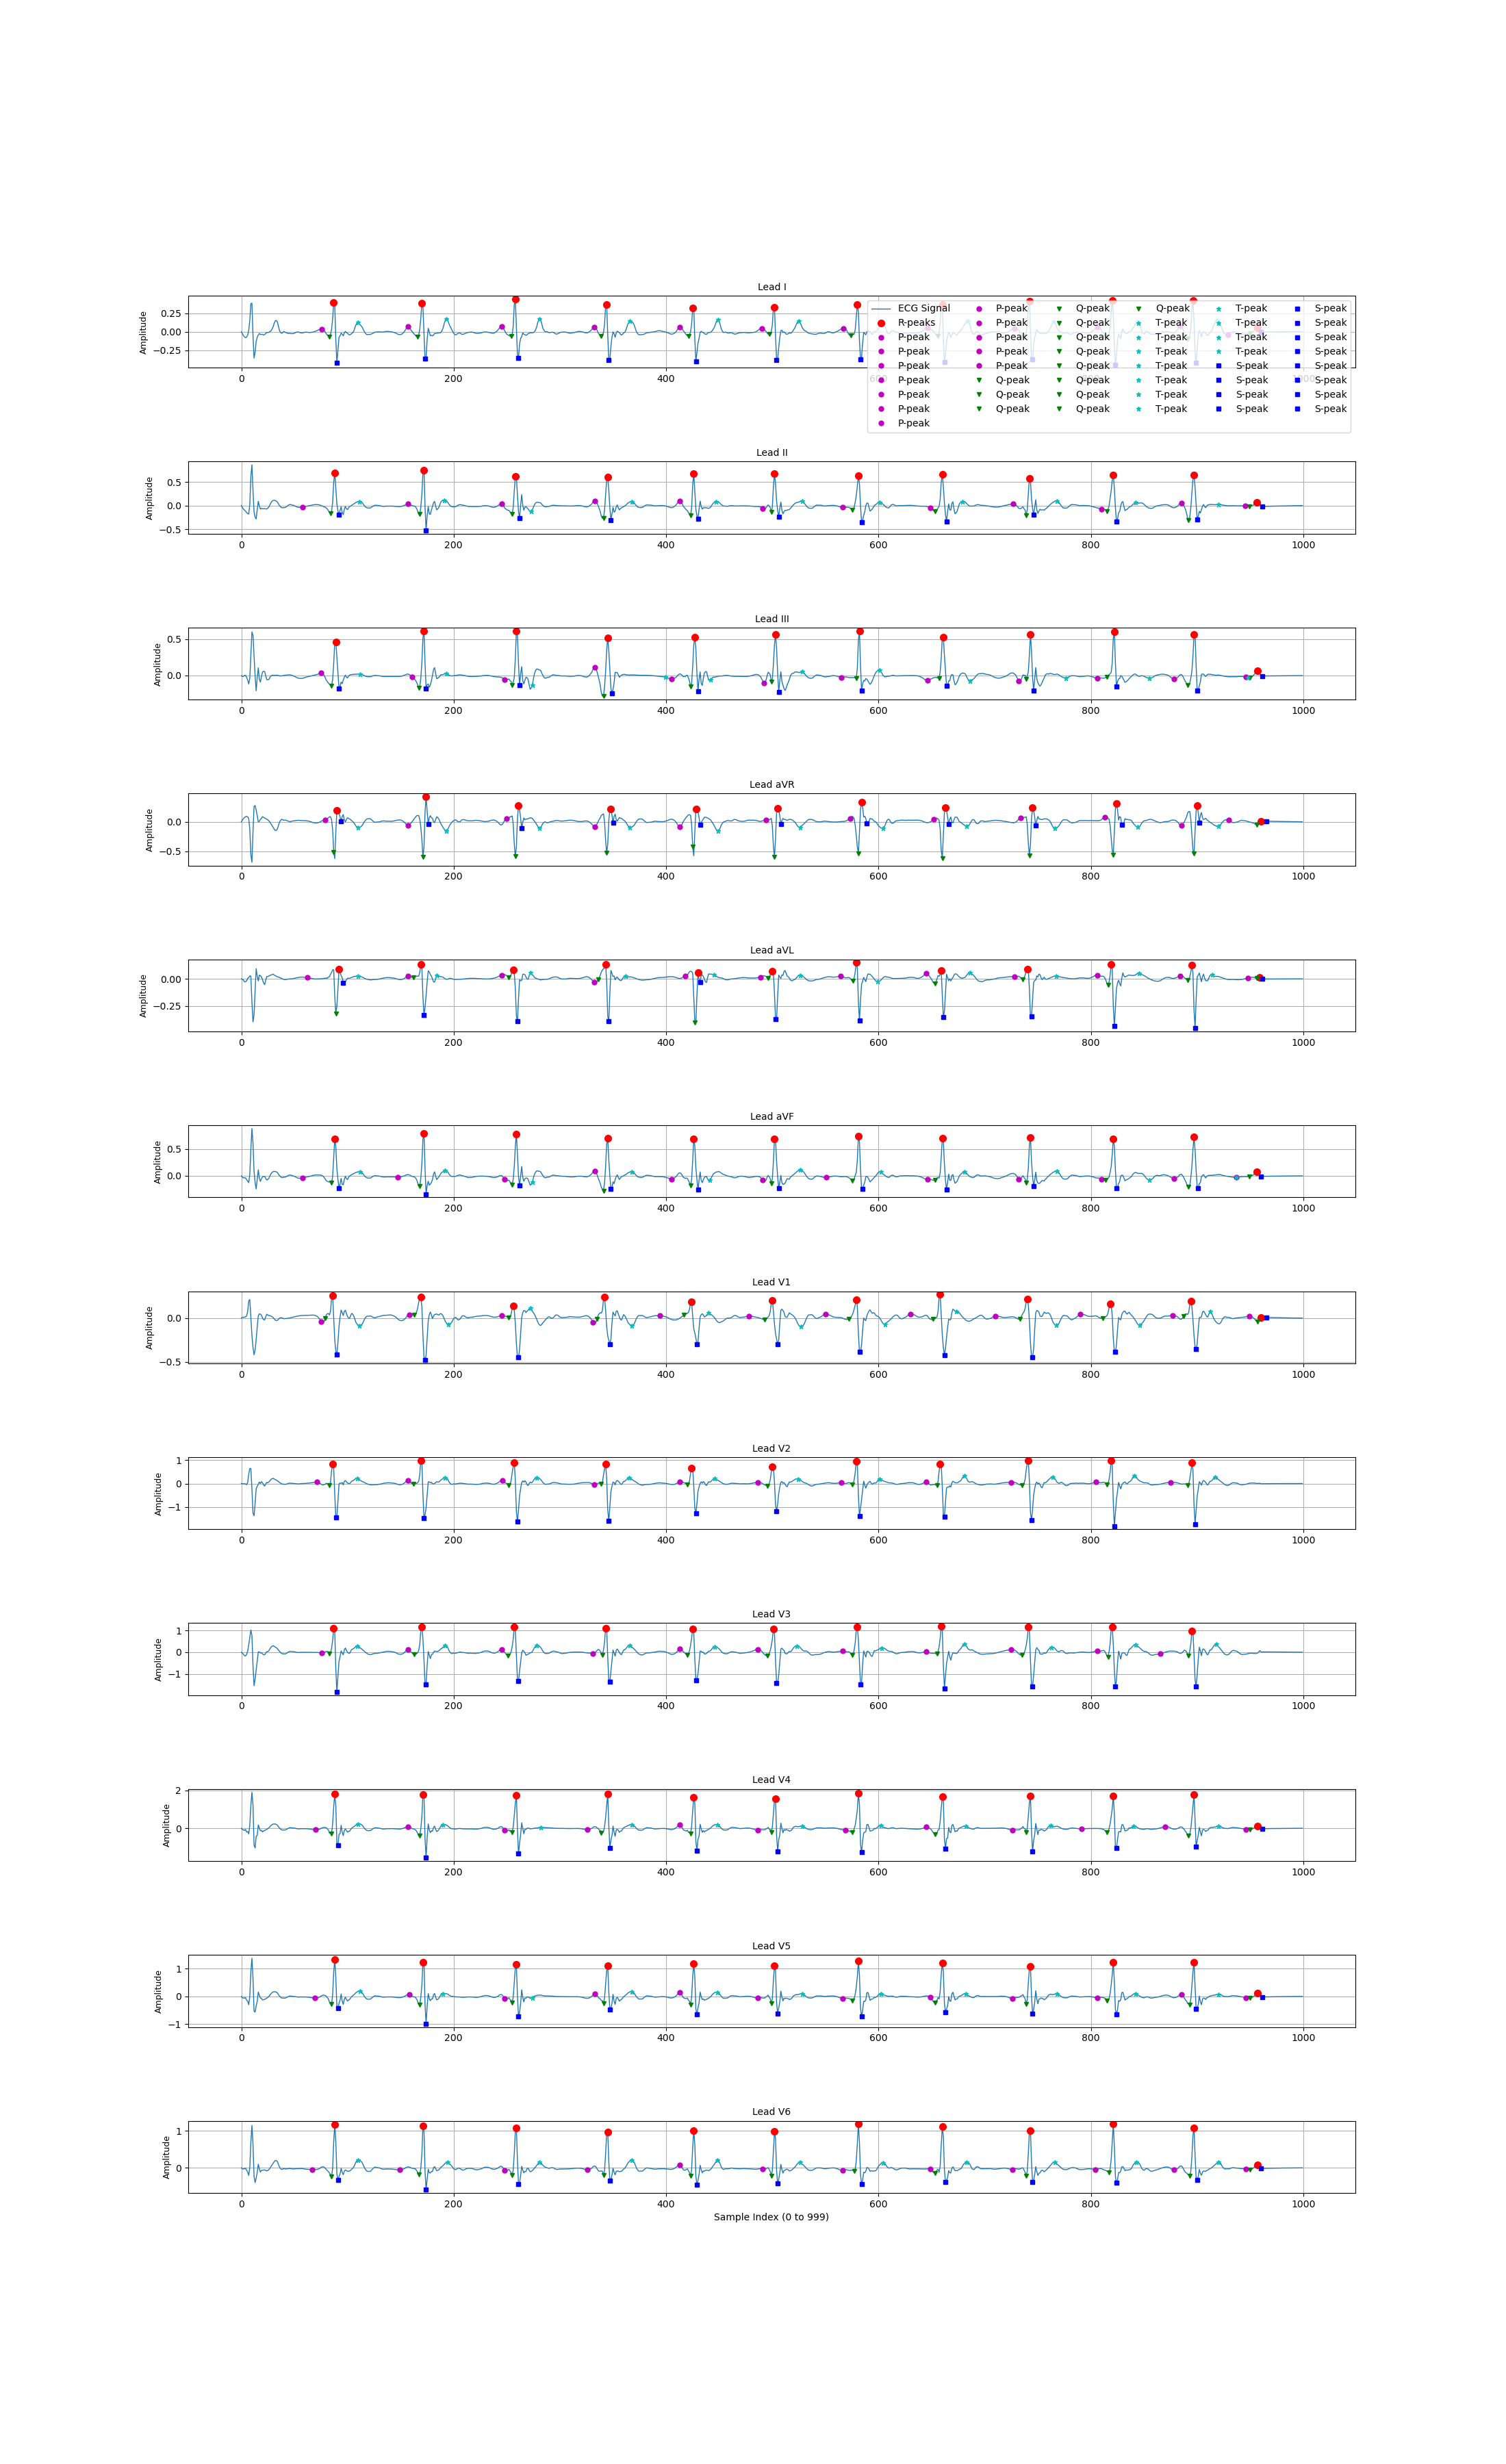 Lead I
Amplitude
0.25
0.00
−0.25
ECG Signal P-peak Q-peak Q-peak T-peak S-peak
R-peaks P-peak Q-peak T-peak T-peak S-peak
P-peak P-peak Q-peak T-peak T-peak S-peak
P-peak P-peak Q-peak T-peak T-peak S-peak
P-peak P-peak Q-peak T-peak S-peak S-peak
P-peak Q-peak Q-peak T-peak S-peak S-peak
P-peak Q-peak Q-peak T-peak S-peak S-peak
P-peak Q-peak Q-peak T-peak S-peak S-peak
P-peak
0 200 400 600 800 1000
Lead II
Amplitude
0.5
0.0
−0.5
0 200 400 600 800 1000
Lead III
Amplitude
0.5
0.0
0 200 400 600 800 1000
Lead aVR
Amplitude
0.0
−0.5
0 200 400 600 800 1000
Lead aVL
Amplitude
0.00
−0.25
0 200 400 600 800 1000
Lead aVF
Amplitude
0.5
0.0
0 200 400 600 800 1000
Lead V1
Amplitude
0.0
−0.5
0 200 400 600 800 1000
Lead V2
Amplitude
1
0
−1
0 200 400 600 800 1000
Lead V3
Amplitude
1
0
−1
0 200 400 600 800 1000
Lead V4
Amplitude
2
0
0 200 400 600 800 1000
Lead V5
Amplitude
1
0
−1
0 200 400 600 800 1000
Lead V6
Amplitude
1
0
0 200 400 600 800 1000
Sample Index (0 to 999)